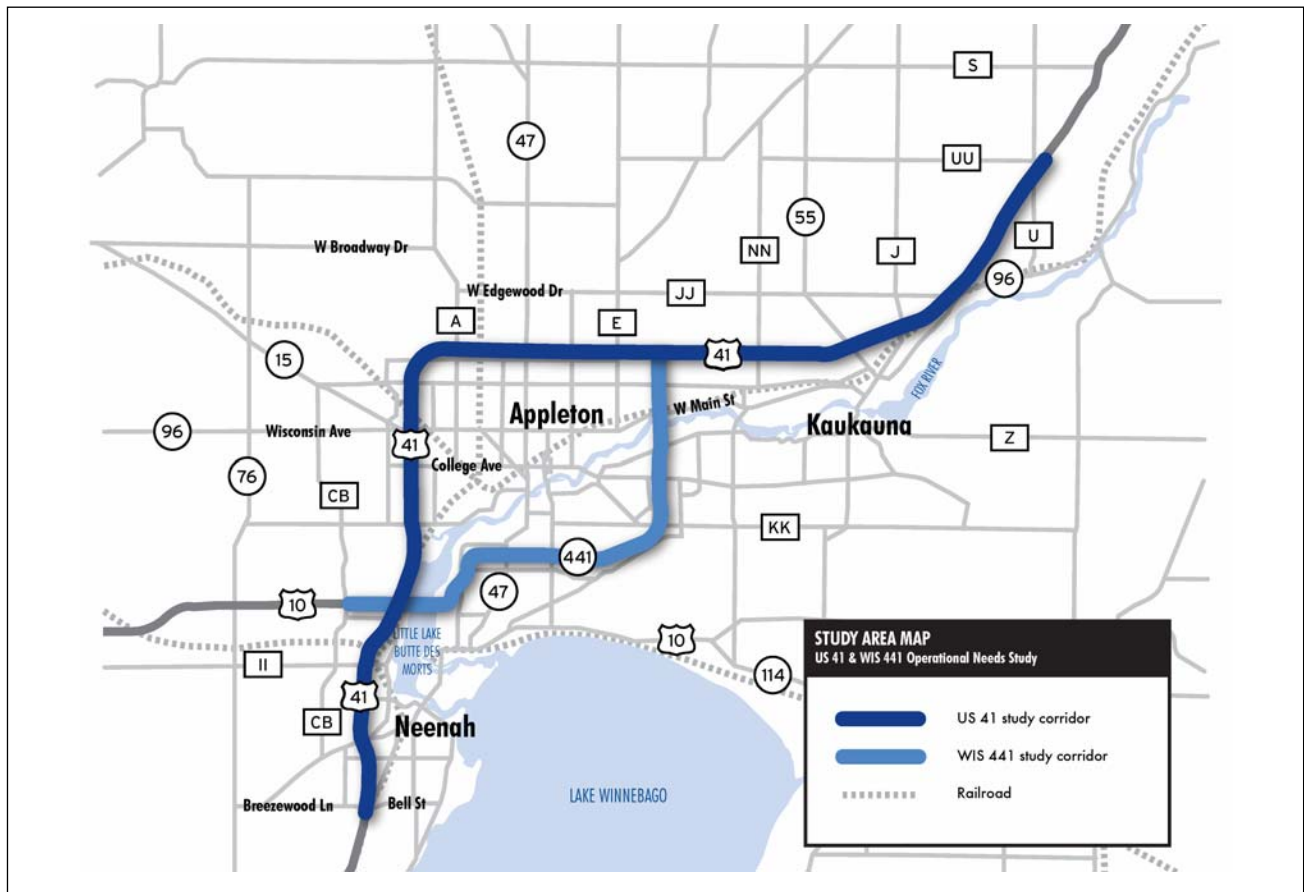 S
47
UU
55
U
W Broadway Dr
NN
J
96
W Edgewood Dr
JJ
A
E
41
15
FOX RIVER
W Main St
Appleton
Kaukauna
96
Wisconsin Ave
41
Z
College Ave
76
CB
KK
441
47
10
LITTLE LAKE
BUTTE DES
MORTS
10
II
114
41
CB
Neenah
Breezewood Ln
Bell St
LAKE WINNEBAGO
STUDY AREA MAP
US 41 & WIS 441 Operational Needs Study
US 41 study corridor
WIS 441 study corridor
Railroad